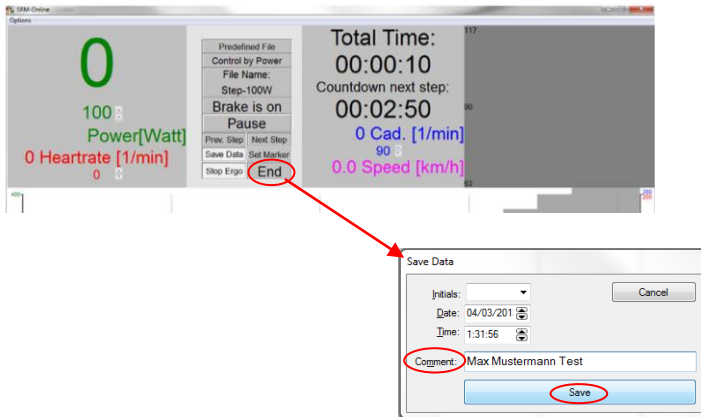 SRM-Online
Options
0
100
Power[Watt]
0 Heartrate [1/min]
0
Predefined File
Control by Power
File Name:
Step-100W
Brake is on
Pause
Prev. Step Next Step
Save Data Set Marker
Stop Ergo End
Total Time:
00:00:10
Countdown next step:
00:02:50
0 Cad. [1/min]
90
0.0 Speed [km/h]
117
90
63
400
Save Data
Initials:
Cancel
Date: 04/03/201
Time: 1:31:56
Comment: Max Mustermann Test
Save